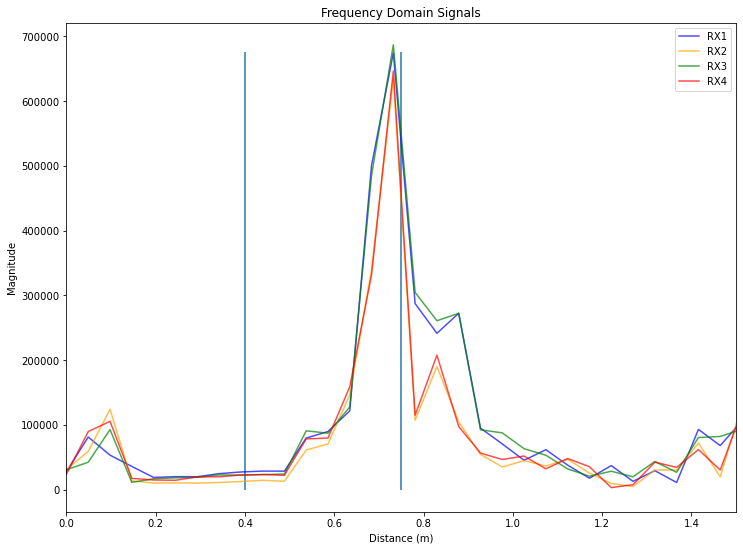 Frequency Domain Signals
RX1
RX2
RX3
RX4
Magnitude
700000
600000
500000
400000
300000
200000
100000
0
0.0 0.2 0.4 0.6 0.8 1.0 1.2 1.4
Distance (m)